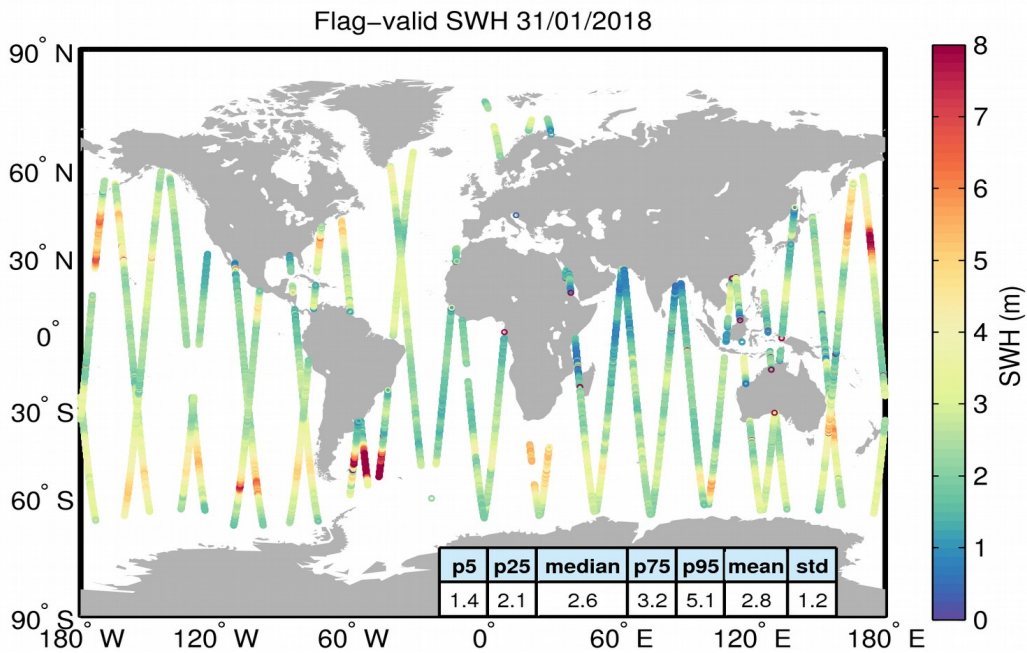 Flag−valid SWH 31/01/2018
90° N
60° N
30° N
0°
30° S
60° S
90° S
180° W
120° W
60° W
0°
60° E
120° E
180° E
p5 p25 median p75 p95 mean std
1.4 2.1 2.6 3.2 5.1 2.8 1.2
8
7
6
5
4
3
2
1
0
SWH (m)